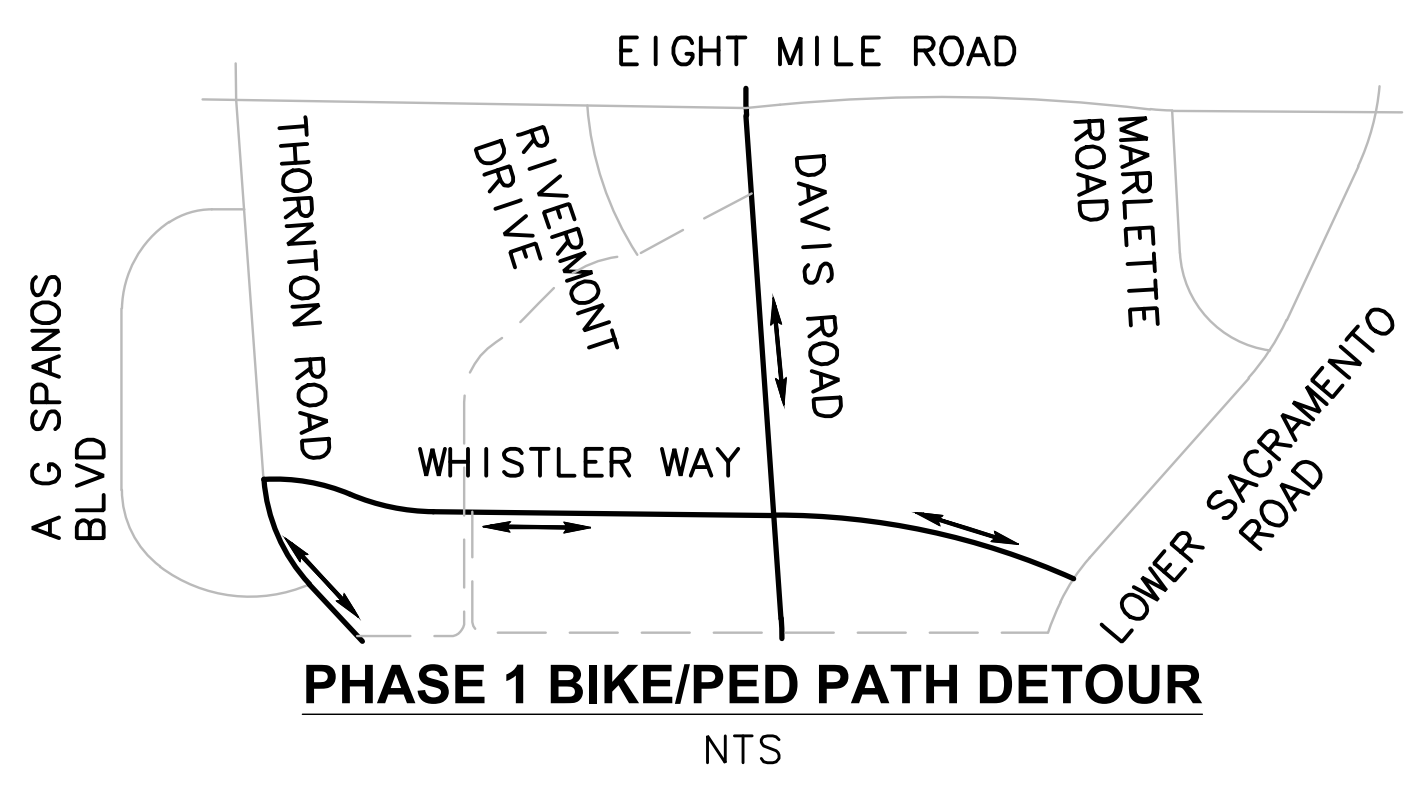 EIGHT MILE ROAD
THORNTON ROAD
RIVERMONT
DRIVE
DAVIS ROAD
MARLETTE
ROAD
A G SPANOS
BLVD
WHISTLER WAY
LOWER SACRAMENTO
ROAD
PHASE 1 BIKE/PED PATH DETOUR
NTS